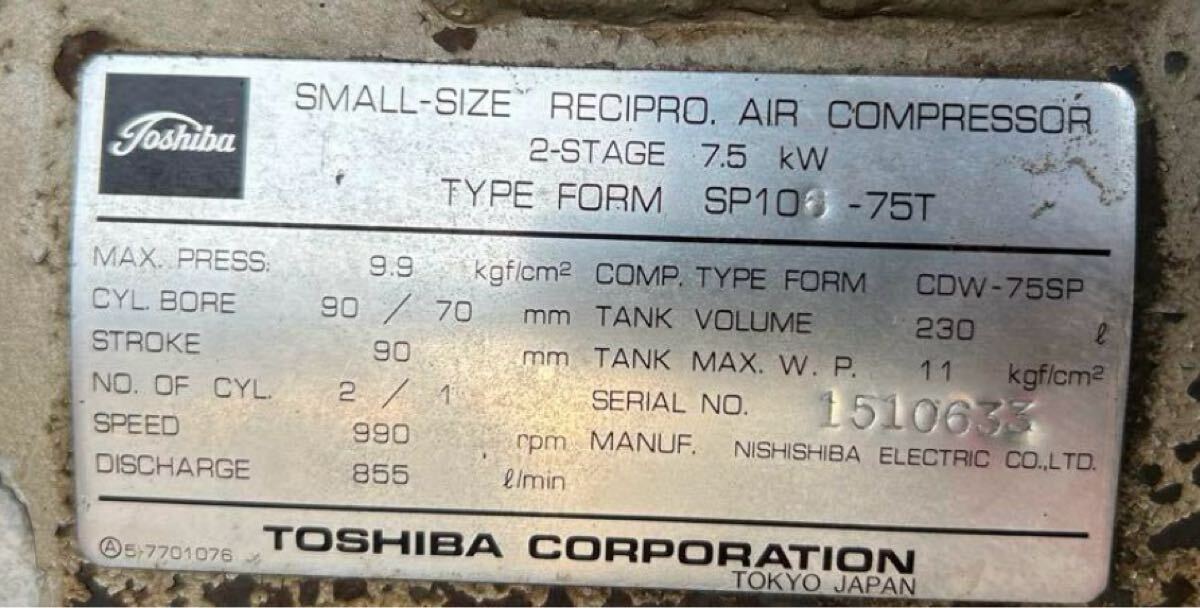 Toshiba
SMALL-SIZE RECIPRO. AIR COMPRESSOR
2-STAGE 7.5 kW
TYPE FORM SP106-75T
MAX. PRESS: 9.9 kgf/cm² COMP. TYPE FORM CDW-75SP
CYL. BORE 90 / 70 mm TANK VOLUME 230 ℓ
STROKE 90 mm TANK MAX. W. P. 11 kgf/cm²
NO. OF CYL. 2 / 1 SERIAL NO. 1510633
SPEED 990 rpm MANUF. NISHISHIBA ELECTRIC CO.,LTD.
DISCHARGE 855 ℓ/min
Ⓐ5-7701076 TOSHIBA CORPORATION
TOKYO JAPAN